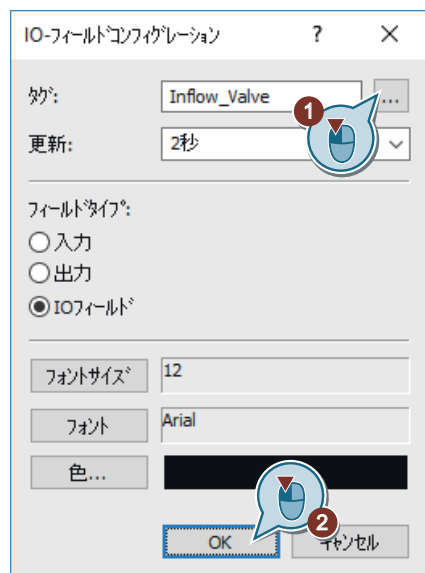 IO-ﾌｨｰﾙﾄﾞｺﾝﾌｨｸﾞﾚｰｼｮﾝ ? ×
ﾀｸﾞ: Inflow_Valve ...
1
更新: 2秒
ﾌｨｰﾙﾄﾞﾀｲﾌﾟ:
入力
出力
IOﾌｨｰﾙﾄﾞ
ﾌｫﾝﾄｻｲｽﾞ 12
ﾌｫﾝﾄ Arial
色...
2
OK ｷｬﾝｾﾙ